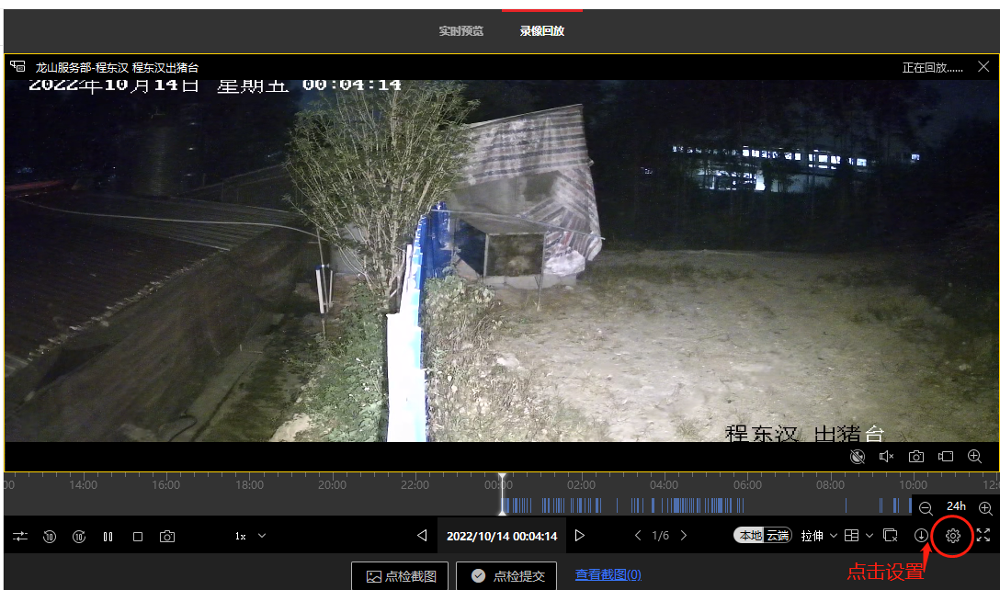 实时预览 录像回放
龙山服务部-程东汉 程东汉出猪台 正在回放......
2022年10月14日 星期五 00:04:14
程东汉 出猪台
00 14:00 16:00 18:00 20:00 22:00 00:00 02:00 04:00 06:00 08:00 10:00 12:
24h
10 10 1x 2022/10/14 00:04:14 1/6 本地 云端 拉伸
点击设置
点检截图 点检提交 查看截图(0)